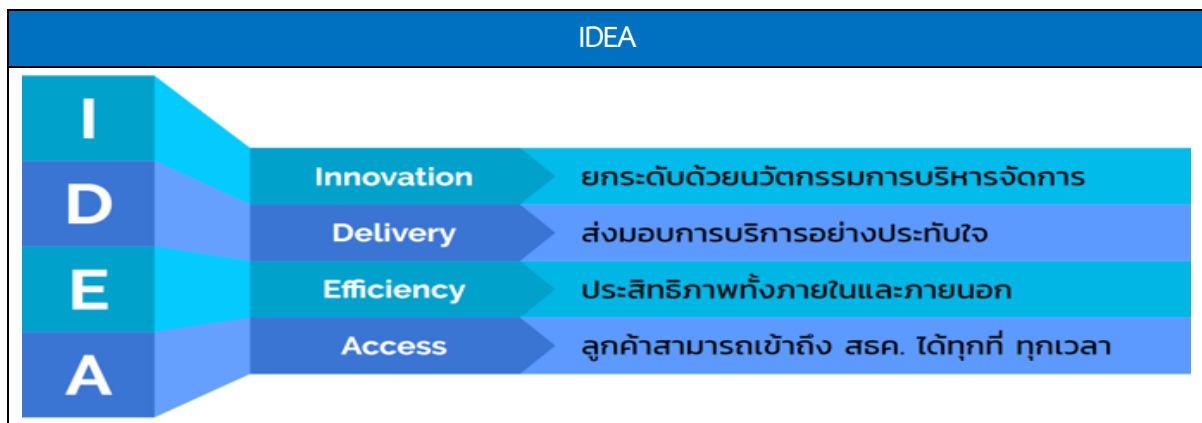 IDEA
I
Innovation ยกระดับด้วยนวัตกรรมการบริหารจัดการ
D
Delivery ส่งมอบการบริการอย่างประทับใจ
E
Efficiency ประสิทธิภาพทั้งภายในและภายนอก
A
Access ลูกค้าสามารถเข้าถึง สธค. ได้ทุกที่ ทุกเวลา